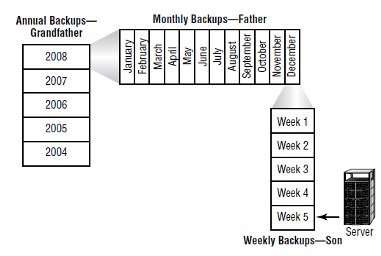 Annual Backups—
Grandfather
2008
2007
2006
2005
2004
Monthly Backups—Father
January
February
March
April
May
June
July
August
September
October
November
December
Week 1
Week 2
Week 3
Week 4
Week 5
Weekly Backups—Son
Server